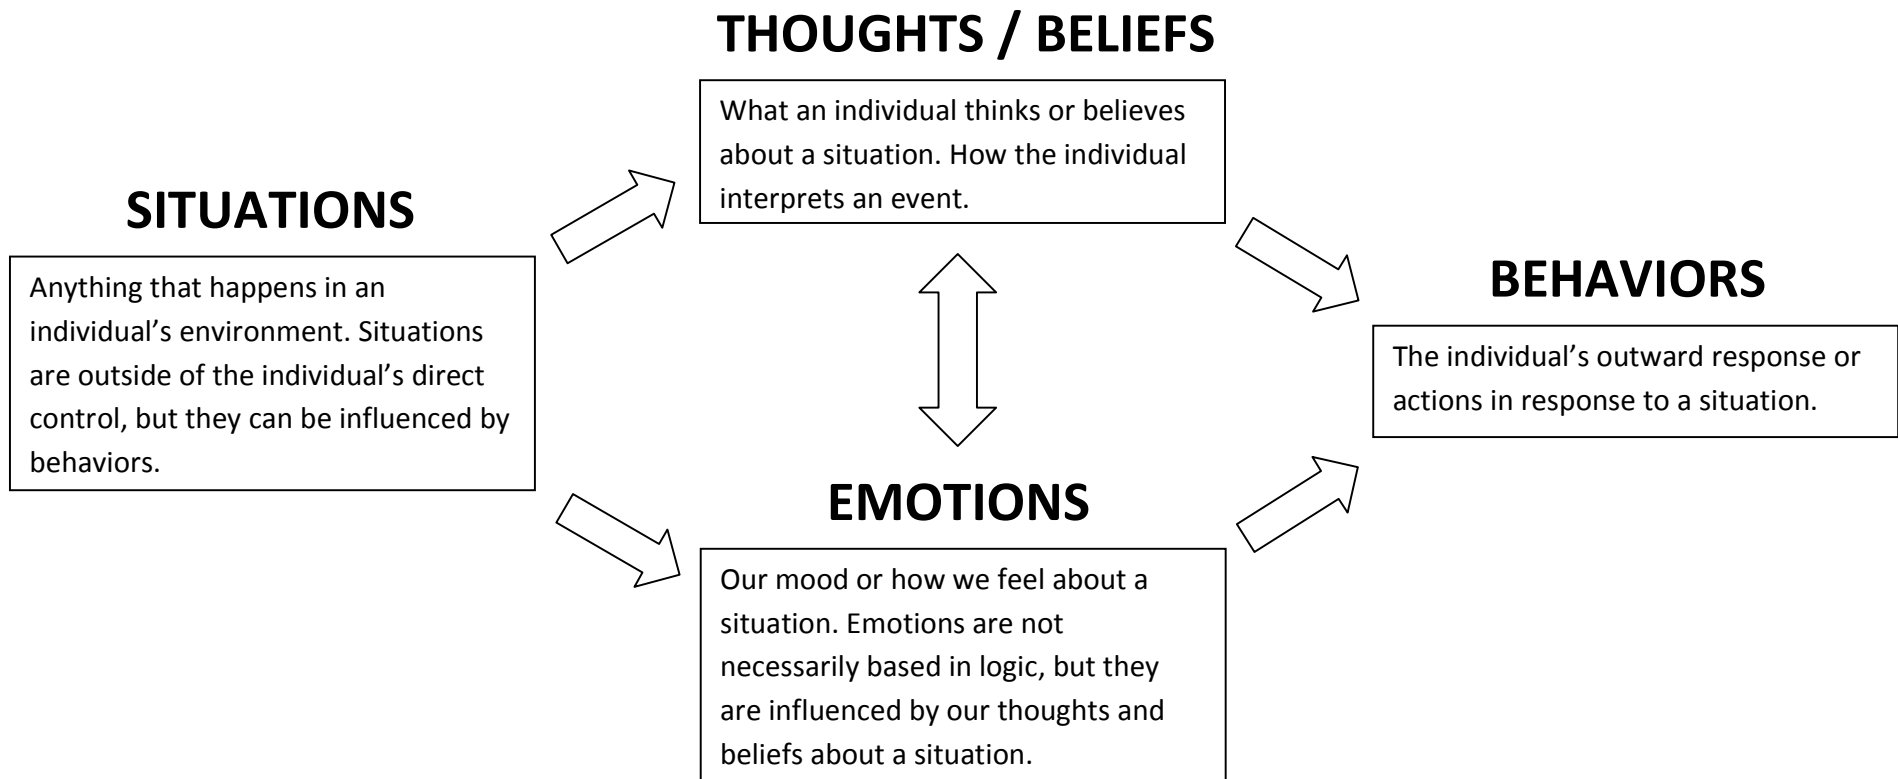 THOUGHTS / BELIEFS
What an individual thinks or believes
about a situation. How the individual
interprets an event.
SITUATIONS
Anything that happens in an
individual’s environment. Situations
are outside of the individual’s direct
control, but they can be influenced by
behaviors.
BEHAVIORS
The individual’s outward response or
actions in response to a situation.
EMOTIONS
Our mood or how we feel about a
situation. Emotions are not
necessarily based in logic, but they
are influenced by our thoughts and
beliefs about a situation.